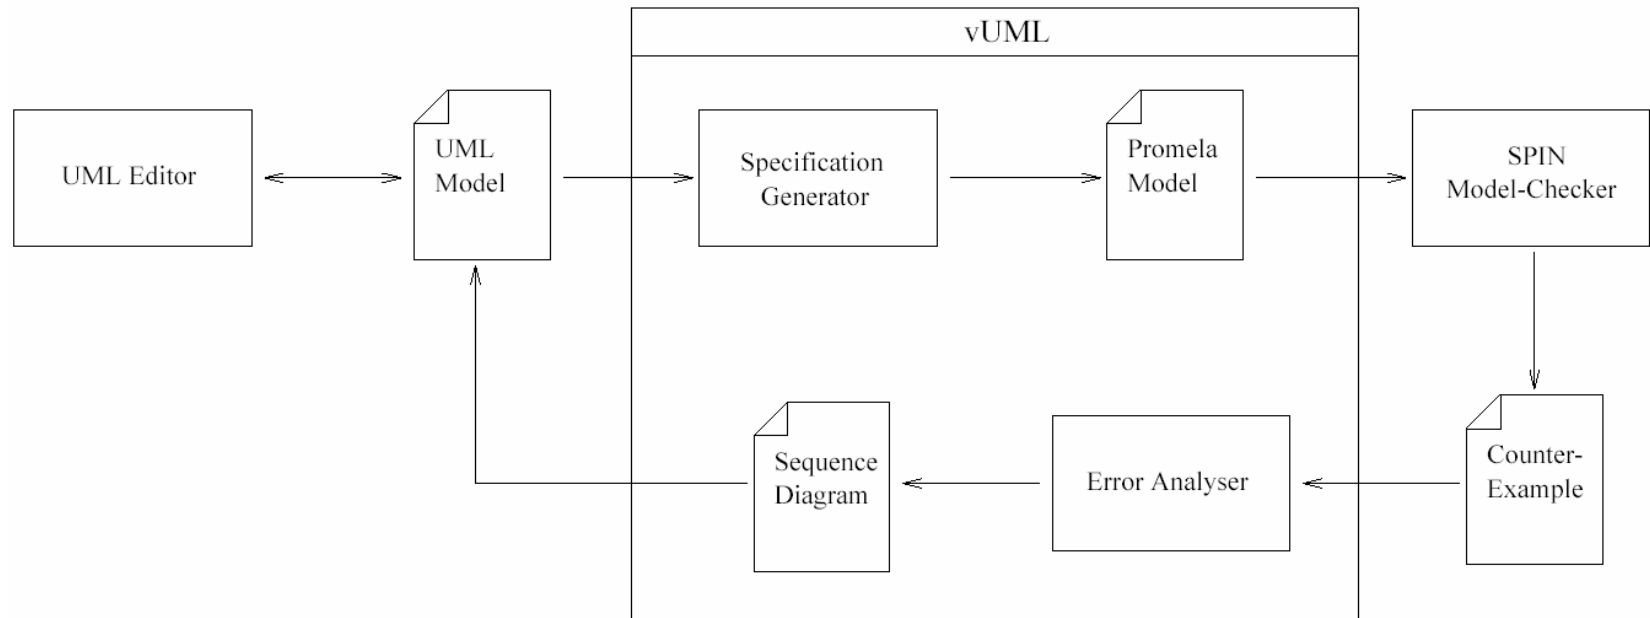 vUML
UML Editor
UML
Model
Specification
Generator
Promela
Model
SPIN
Model-Checker
Sequence
Diagram
Error Analyser
Counter-
Example